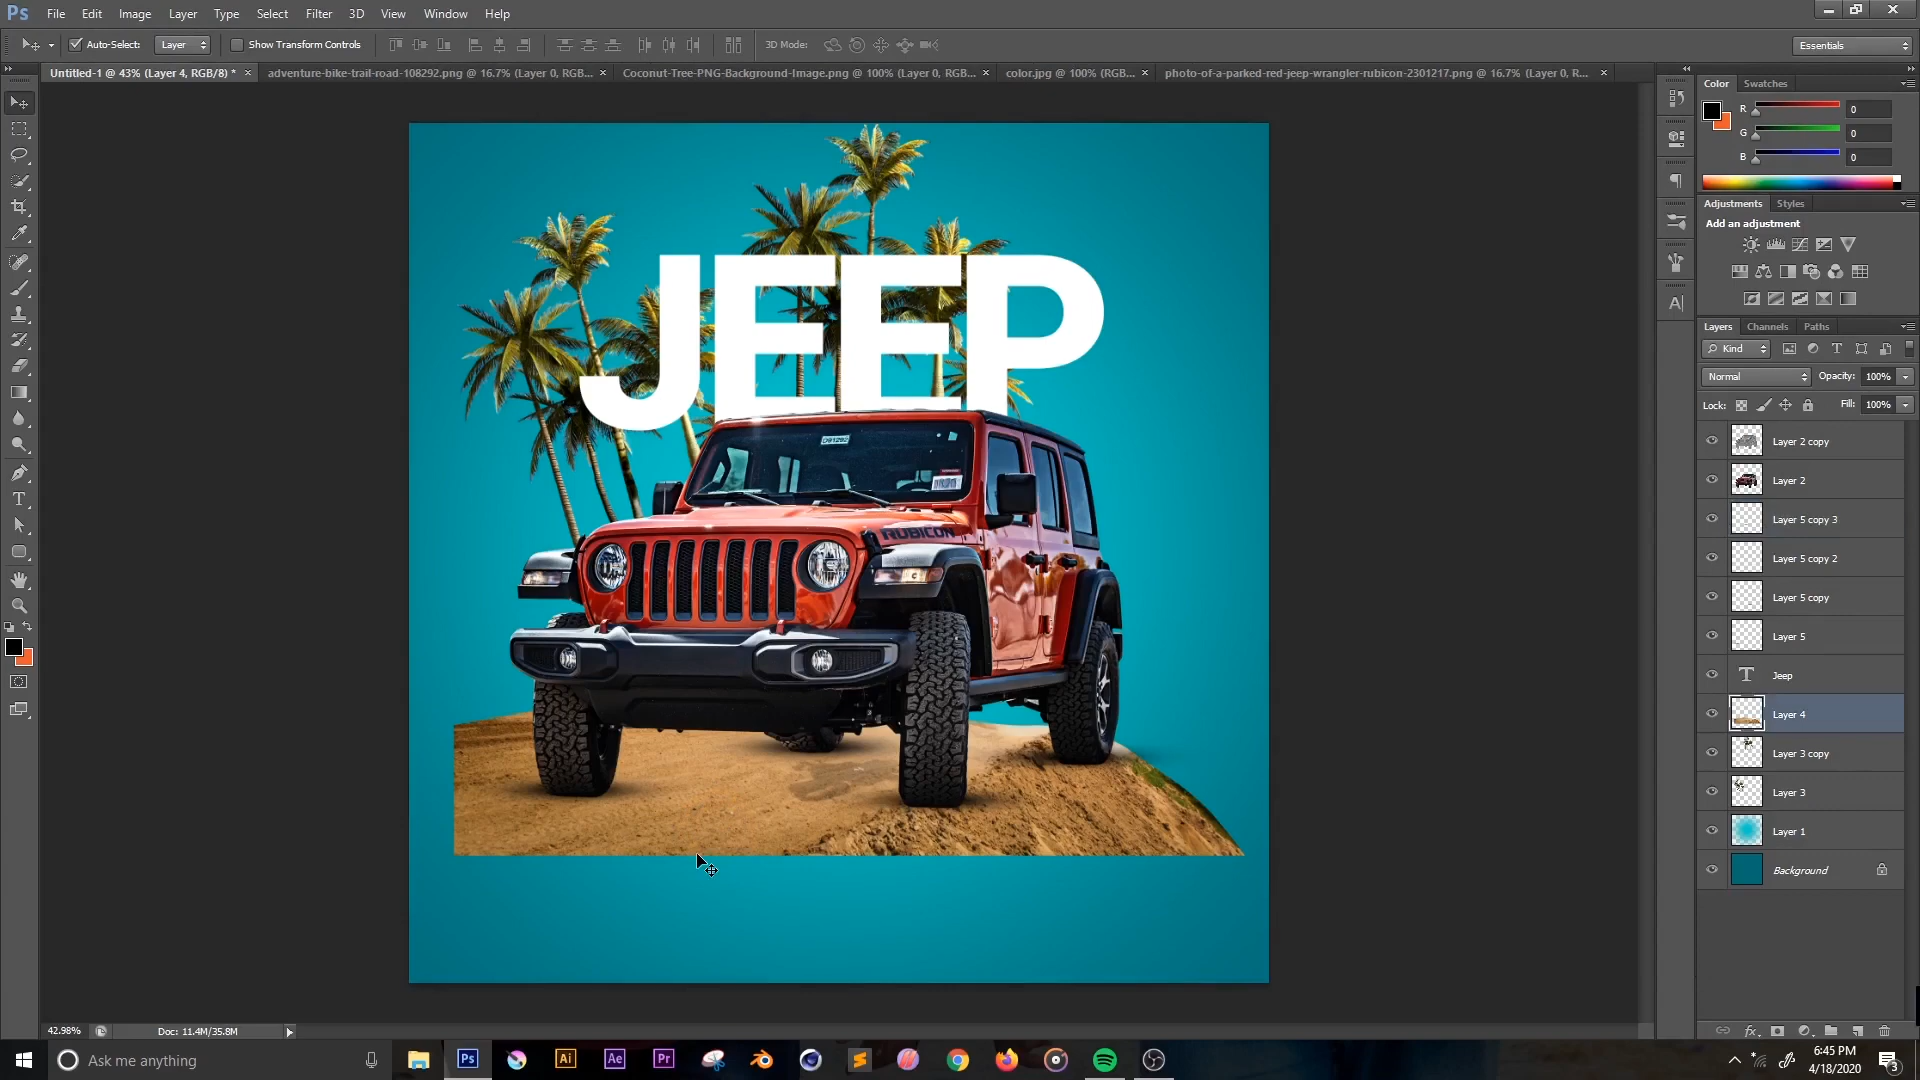 Ps File Edit Image Layer Type Select Filter 3D View Window Help
Auto-Select: Layer Show Transform Controls 3D Mode: Essentials
Untitled-1 @ 43% (Layer 4, RGB/8) * × adventure-bike-trail-road-108292.png @ 16.7% (Layer 0, RGB... × Coconut-Tree-PNG-Background-Image.png @ 100% (Layer 0, RGB... × color.jpg @ 100% (RGB... × photo-of-a-parked-red-jeep-wrangler-rubicon-2301217.png @ 16.7% (Layer 0, R... ×
Color Swatches
R 0
G 0
B 0
Adjustments Styles
Add an adjustment
Layers Channels Paths
Kind
Normal Opacity: 100%
Lock: Fill: 100%
Layer 2 copy
Layer 2
Layer 5 copy 3
Layer 5 copy 2
Layer 5 copy
Layer 5
Jeep
Layer 4
Layer 3 copy
Layer 3
Layer 1
Background
JEEP
RUBICON
42.98% Doc: 11.4M/35.8M
Ask me anything
Ps Ai Ae Pr
6:45 PM
4/18/2020
3